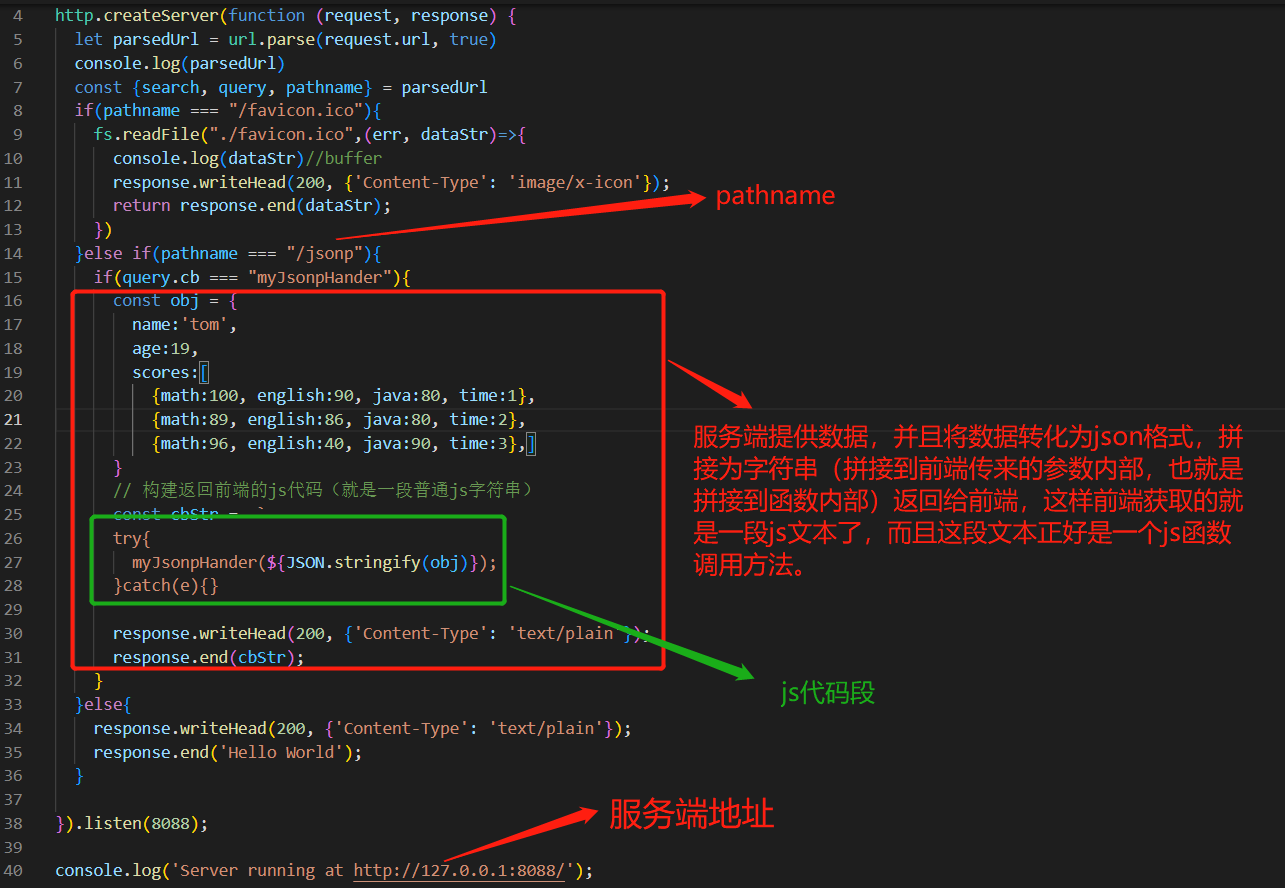 4 http.createServer(function (request, response) {
5 let parsedUrl = url.parse(request.url, true)
6 console.log(parsedUrl)
7 const {search, query, pathname} = parsedUrl
8 if(pathname === "/favicon.ico"){
9 fs.readFile("./favicon.ico",(err, dataStr)=>{
10 console.log(dataStr)//buffer
11 response.writeHead(200, {'Content-Type': 'image/x-icon'});
12 return response.end(dataStr);
pathname
13 })
14 }else if(pathname === "/jsonp"){
15 if(query.cb === "myJsonpHander"){
16 const obj = {
17 name:'tom',
18 age:19,
19 scores:[
20 {math:100, english:90, java:80, time:1},
21 {math:89, english:86, java:80, time:2},
22 {math:96, english:40, java:90, time:3},]
23 }
24 // 构建返回前端的js代码（就是一段普通js字符串）
25 const cbStr = `
26 try{
27 myJsonpHander(${JSON.stringify(obj)});
28 }catch(e){}
服务端提供数据，并且将数据转化为json格式，拼
接为字符串（拼接到前端传来的参数内部，也就是
拼接到函数内部）返回给前端，这样前端获取的就
是一段js文本了，而且这段文本正好是一个js函数
调用方法。
29
30 response.writeHead(200, {'Content-Type': 'text/plain'});
31 response.end(cbStr);
32 }
js代码段
33 }else{
34 response.writeHead(200, {'Content-Type': 'text/plain'});
35 response.end('Hello World');
36 }
37
38 }).listen(8088);
服务端地址
39
40 console.log('Server running at http://127.0.0.1:8088/');